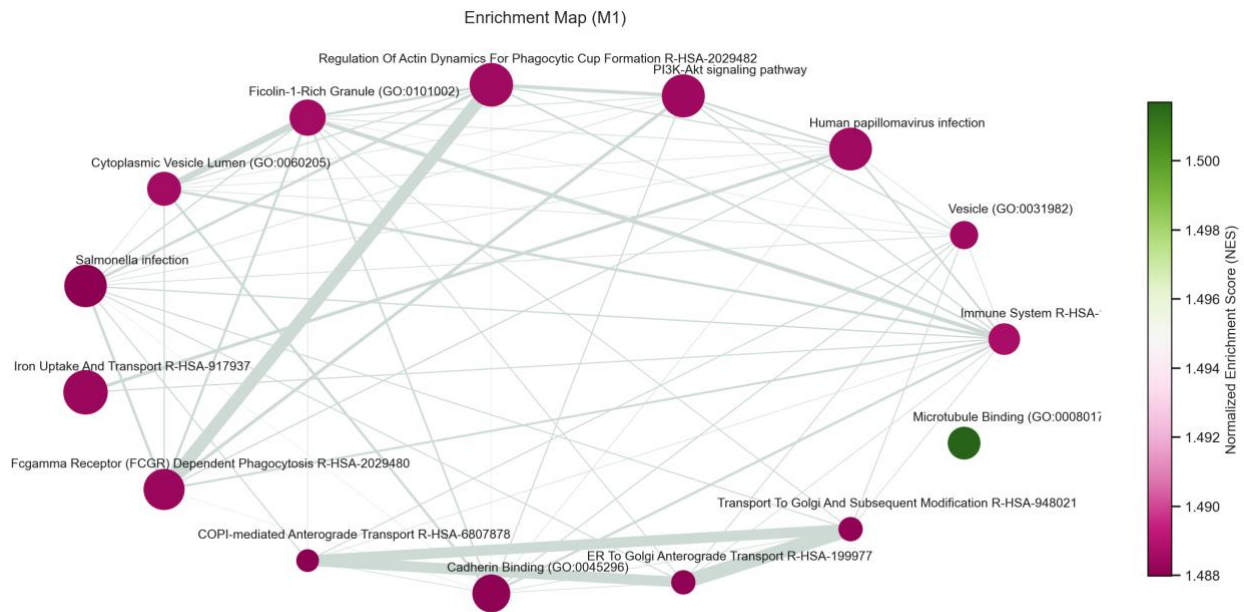 Enrichment Map (M1)
Regulation Of Actin Dynamics For Phagocytic Cup Formation R-HSA-2029482
PI3K-Akt signaling pathway
Ficolin-1-Rich Granule (GO:0101002)
Human papillomavirus infection
Cytoplasmic Vesicle Lumen (GO:0060205)
Vesicle (GO:0031982)
Salmonella infection
Immune System R-HSA-
Iron Uptake And Transport R-HSA-917937
Microtubule Binding (GO:0008017
Fcgamma Receptor (FCGR) Dependent Phagocytosis R-HSA-2029480
Transport To Golgi And Subsequent Modification R-HSA-948021
COPI-mediated Anterograde Transport R-HSA-6807878
ER To Golgi Anterograde Transport R-HSA-199977
Cadherin Binding (GO:0045296)
1.500
1.498
1.496
1.494
1.492
1.490
1.488
Normalized Enrichment Score (NES)